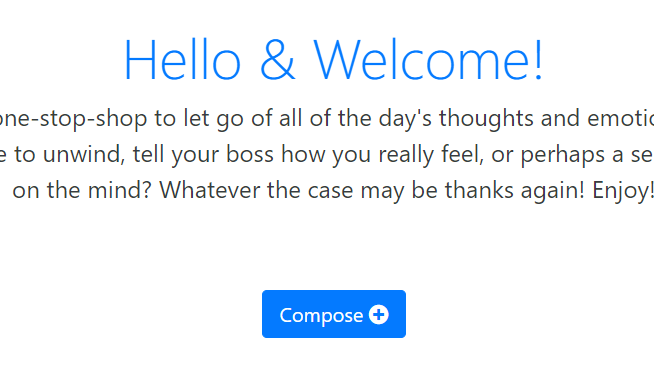 Hello & Welcome!
one-stop-shop to let go of all of the day's thoughts and
to unwind, tell your boss how you really feel, or perhaps a
on the mind? Whatever the case may be thanks again! Enjoy!
Compose